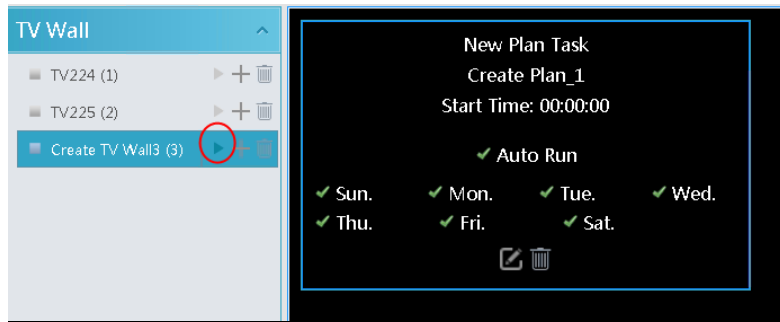 TV Wall
TV224 (1)
TV225 (2)
Create TV Wall3 (3)
New Plan Task
Create Plan_1
Start Time: 00:00:00
Auto Run
Sun. Mon. Tue. Wed.
Thu. Fri. Sat.